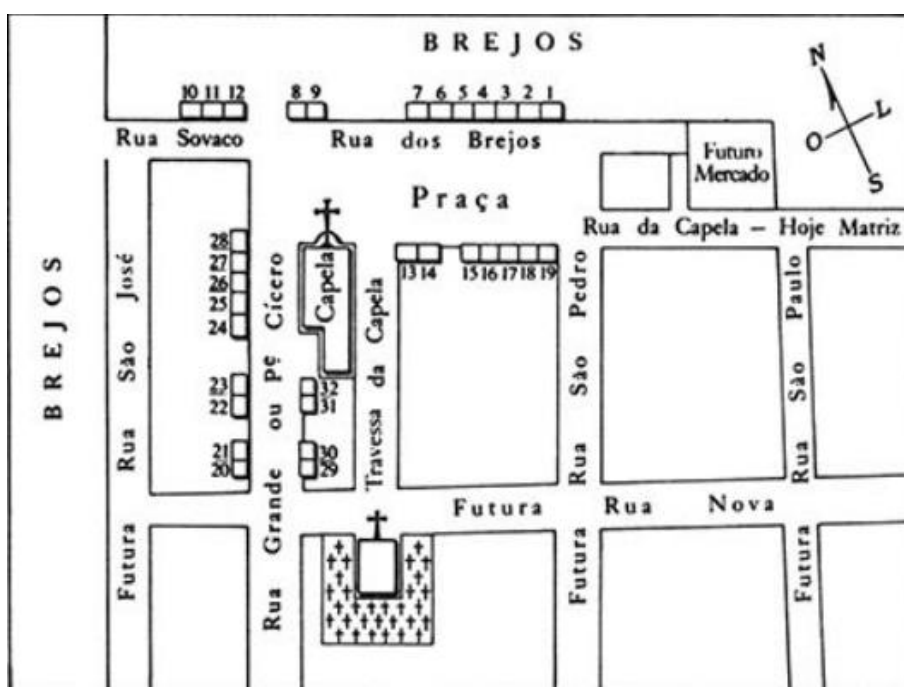 BREJOS
N
L
O
S
10 11 12
8 9
7 6 5 4 3 2 1
Rua Sovaco
Rua dos Brejos
Futuro
Mercado
Praça
Rua da Capela – Hoje Matriz
28
27
26
25
24
23
22
21
20
Capela
13 14
15 16 17 18 19
32
31
30
29
BREJOS
Futura Rua São José
Rua Grande ou pe Cícero
Travessa da Capela
Futura Rua São Pedro
Futura Rua São Paulo
Futura Rua Nova